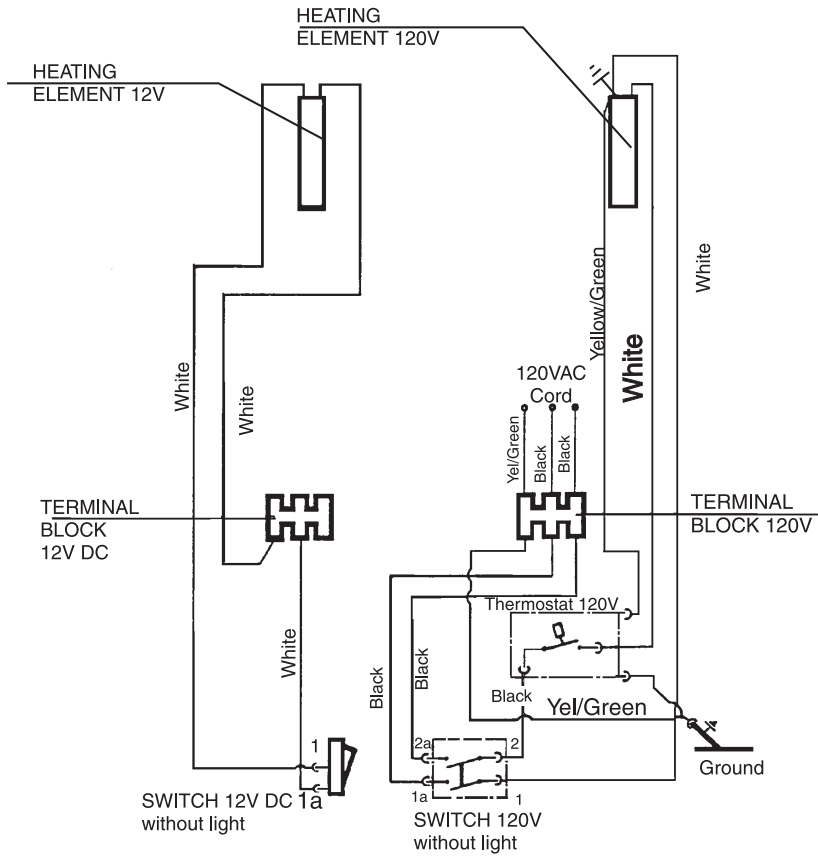 HEATING
ELEMENT 120V
HEATING
ELEMENT 12V
White
White
White
Yellow/Green
White
White
120VAC
Cord
Yel/Green
Black
Black
TERMINAL
BLOCK
12V DC
TERMINAL
BLOCK 120V
Thermostat 120V
Black
Black
Black
Yel/Green
Ground
1
1a
SWITCH 12V DC
without light
2a
2
1a
1
SWITCH 120V
without light